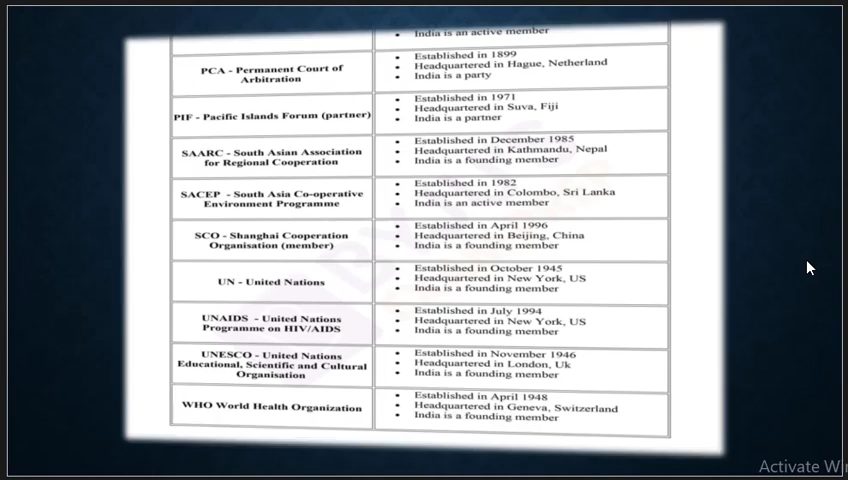 India is an active member
PCA - Permanent Court of
Arbitration
Established in 1899
Headquartered in Hague, Netherland
India is a party
PIF - Pacific Islands Forum (partner)
Established in 1971
Headquartered in Suva, Fiji
India is a partner
SAARC - South Asian Association
for Regional Cooperation
Established in December 1985
Headquartered in Kathmandu, Nepal
India is a founding member
SACEP - South Asia Co-operative
Environment Programme
Established in 1982
Headquartered in Colombo, Sri Lanka
India is an active member
SCO - Shanghai Cooperation
Organisation (member)
Established in April 1996
Headquartered in Beijing, China
India is a founding member
UN - United Nations
Established in October 1945
Headquartered in New York, US
India is a founding member
UNAIDS - United Nations
Programme on HIV/AIDS
Established in July 1994
Headquartered in New York, US
India is a founding member
UNESCO - United Nations
Educational, Scientific and Cultural
Organisation
Established in November 1946
Headquartered in London, Uk
India is a founding member
WHO World Health Organization
Established in April 1948
Headquartered in Geneva, Switzerland
India is a founding member
Activate